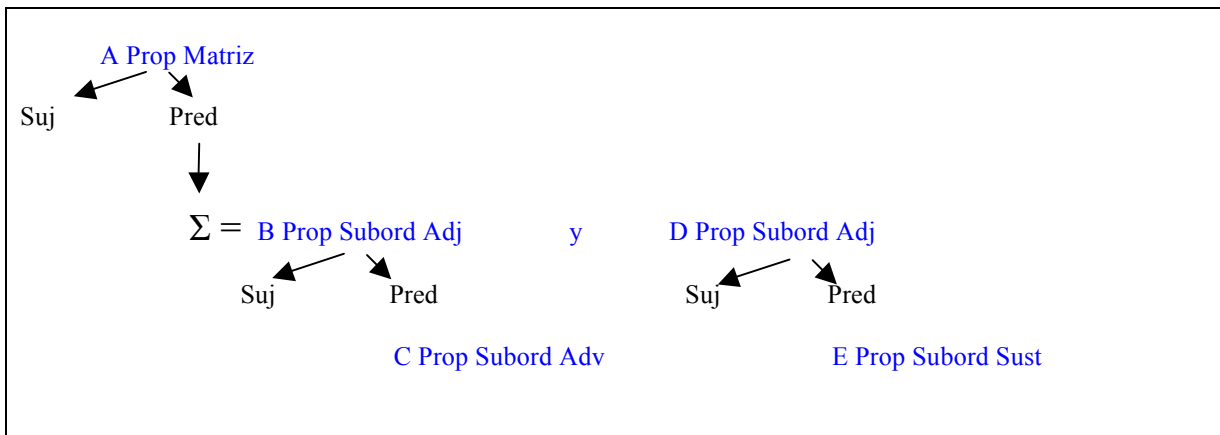 A Prop Matriz
Suj Pred
Σ = B Prop Subord Adj y D Prop Subord Adj
Suj Pred Suj Pred
C Prop Subord Adv E Prop Subord Sust